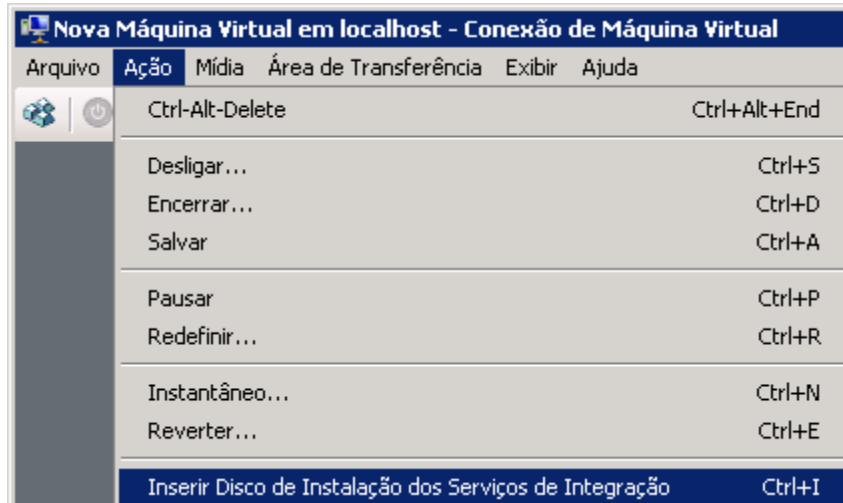 Nova Máquina Virtual em localhost - Conexão de Máquina Virtual
Arquivo Ação Mídia Área de Transferência Exibir Ajuda
Ctrl-Alt-Delete Ctrl+Alt+End
Desligar... Ctrl+S
Encerrar... Ctrl+D
Salvar Ctrl+A
Pausar Ctrl+P
Redefinir... Ctrl+R
Instantâneo... Ctrl+N
Reverter... Ctrl+E
Inserir Disco de Instalação dos Serviços de Integração Ctrl+I